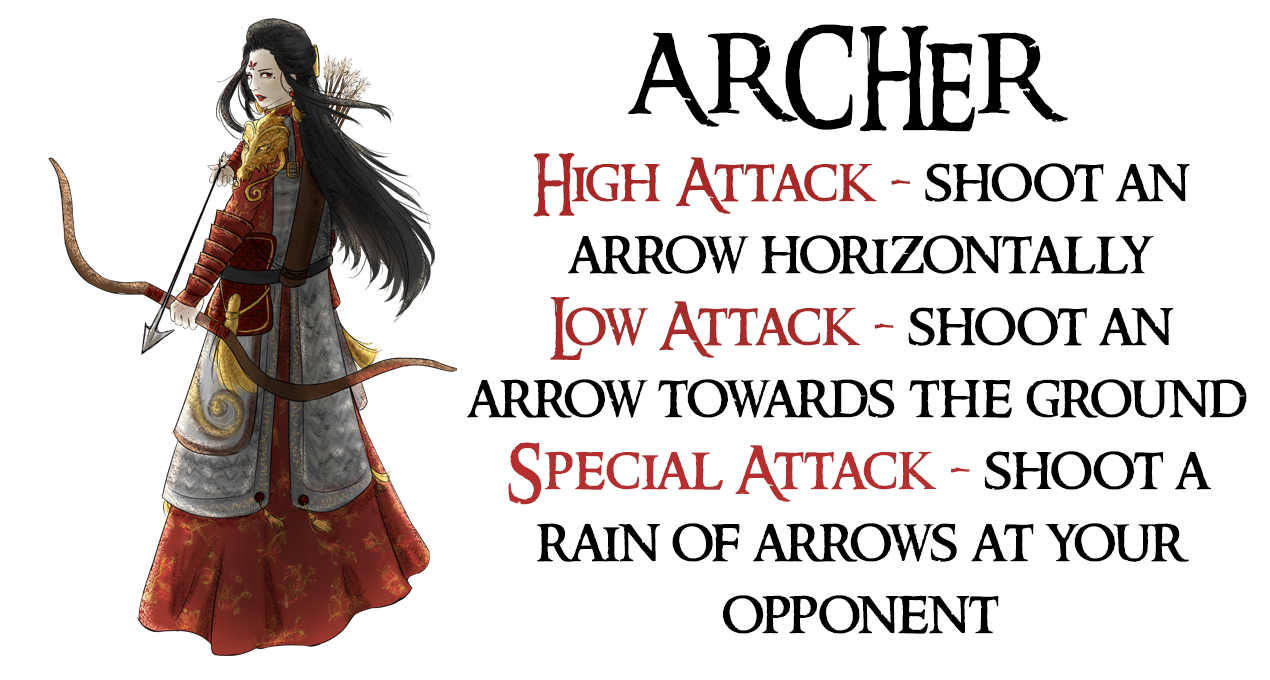 ARCHER
HIGH ATTACK - SHOOT AN
ARROW HORIZONTALLY
LOW ATTACK - SHOOT AN
ARROW TOWARDS THE GROUND
SPECIAL ATTACK - SHOOT A
RAIN OF ARROWS AT YOUR
OPPONENT